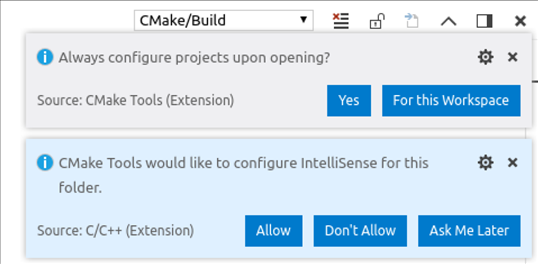 CMake/Build
Always configure projects upon opening?
Source: CMake Tools (Extension)
Yes
For this Workspace
CMake Tools would like to configure IntelliSense for this
folder.
Source: C/C++ (Extension)
Allow
Don't Allow
Ask Me Later